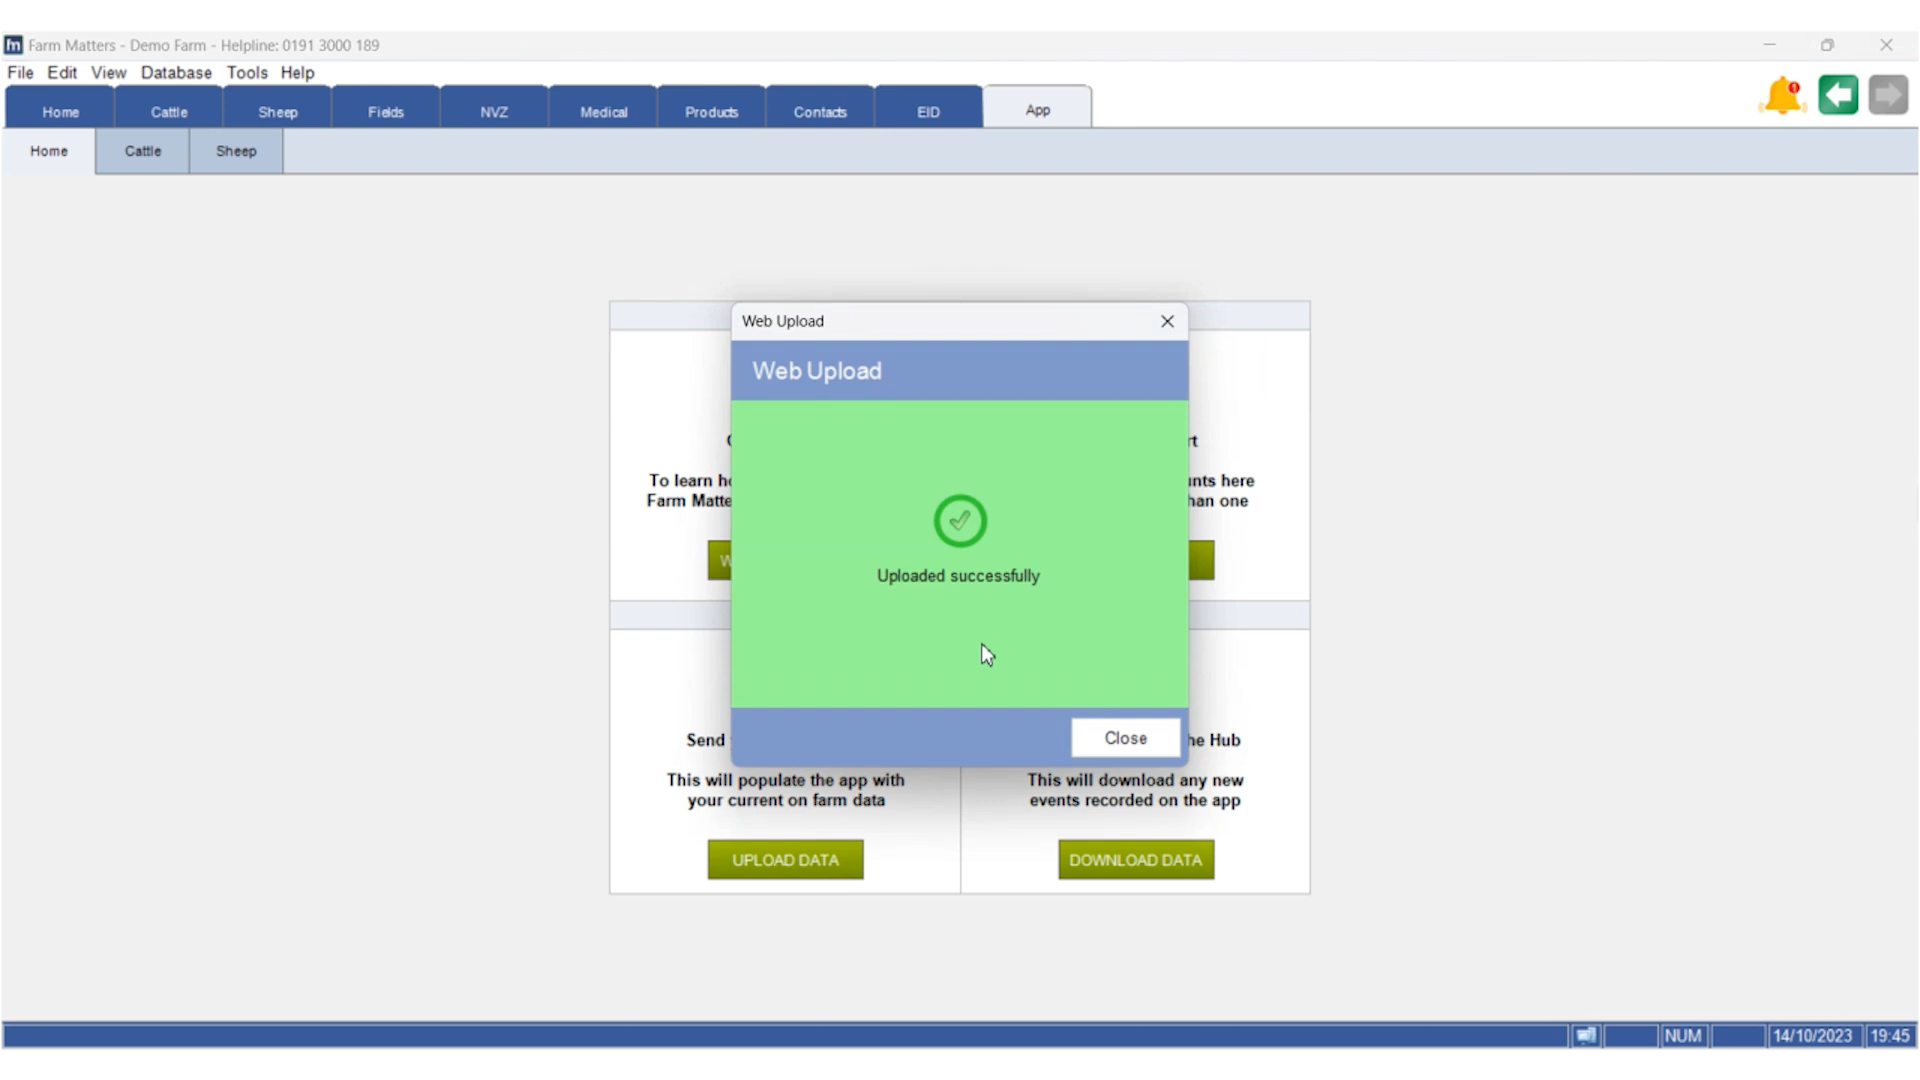 Farm Matters - Demo Farm - Helpline: 0191 3000 189
File Edit View Database Tools Help
Home Cattle Sheep Fields NVZ Medical Products Contacts EID App
Home Cattle Sheep
Web Upload
Web Upload
To learn
Farm
here
than one
Uploaded successfully
Close
Send
the Hub
This will populate the app with
your current on farm data
This will download any new
events recorded on the app
UPLOAD DATA
DOWNLOAD DATA
NUM 14/10/2023 19:45